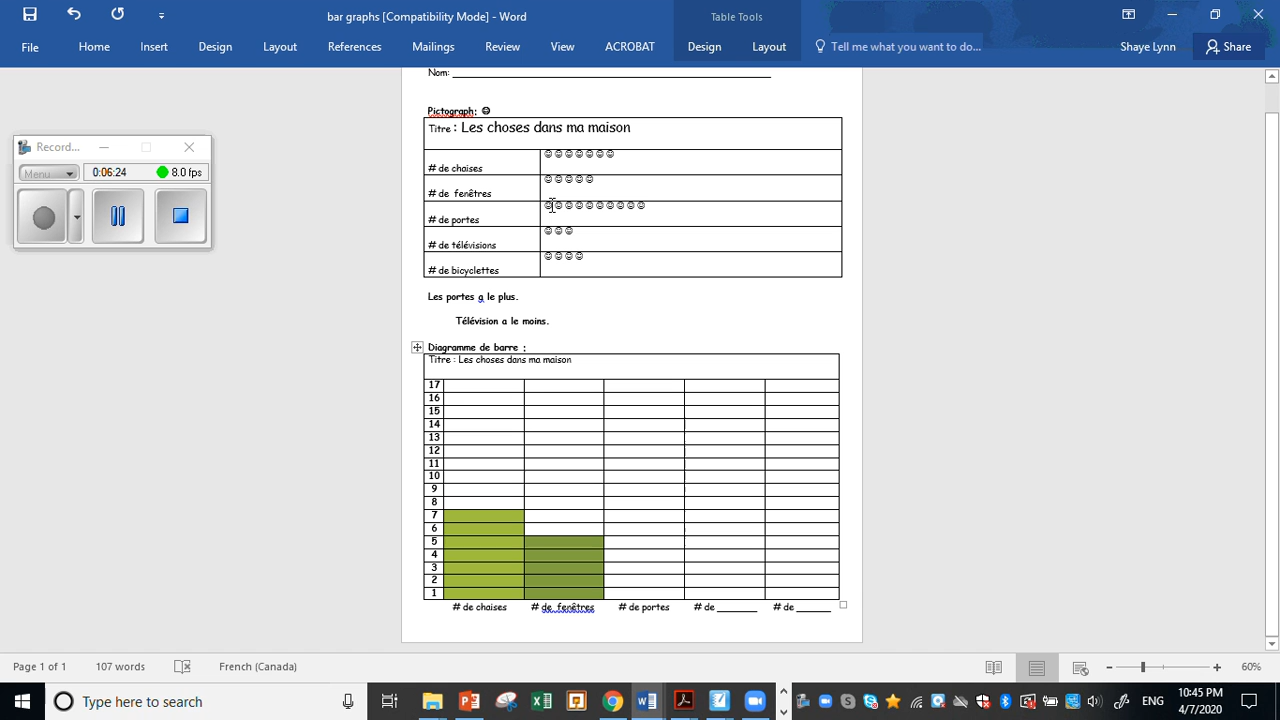 bar graphs [Compatibility Mode] - Word
Table Tools
File Home Insert Design Layout References Mailings Review View ACROBAT Design Layout Tell me what you want to do... Shaye Lynn Share
Nom: ____________________
Pictograph: ☺
Titre : Les choses dans ma maison
# de chaises ☺☺☺☺☺☺☺
# de fenêtres ☺☺☺☺☺
# de portes ☺☺☺☺☺☺☺☺☺☺
# de télévisions ☺☺☺
# de bicyclettes ☺☺☺☺
Les portes a le plus.
Télévision a le moins.
Diagramme de barre :
Titre : Les choses dans ma maison
17
16
15
14
13
12
11
10
9
8
7
6
5
4
3
2
1
# de chaises # de fenêtres # de portes # de ______ # de ______
Record...
Menu 0:06:24 8.0 fps
Page 1 of 1 107 words French (Canada) 60%
Type here to search ENG 10:45 PM
4/7/2020